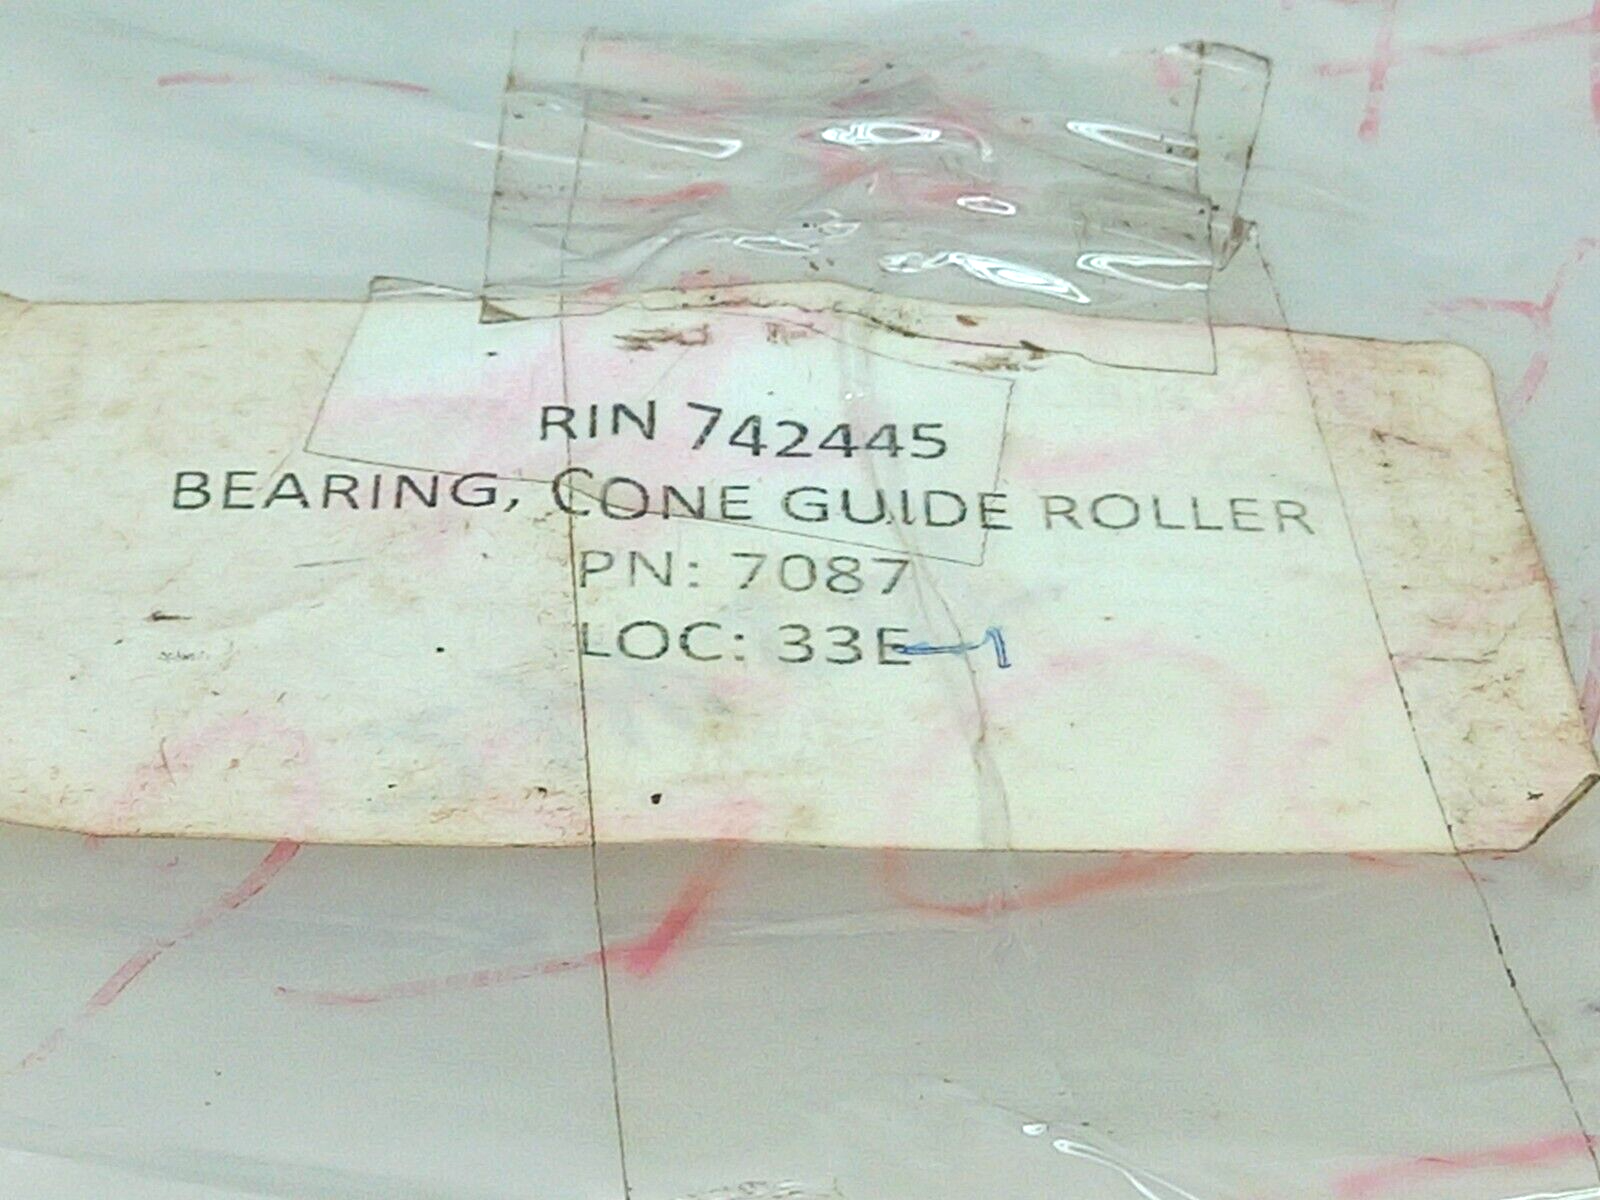 RIN 742445
BEARING, CONE GUIDE ROLLER
PN: 7087
LOC: 33E-1